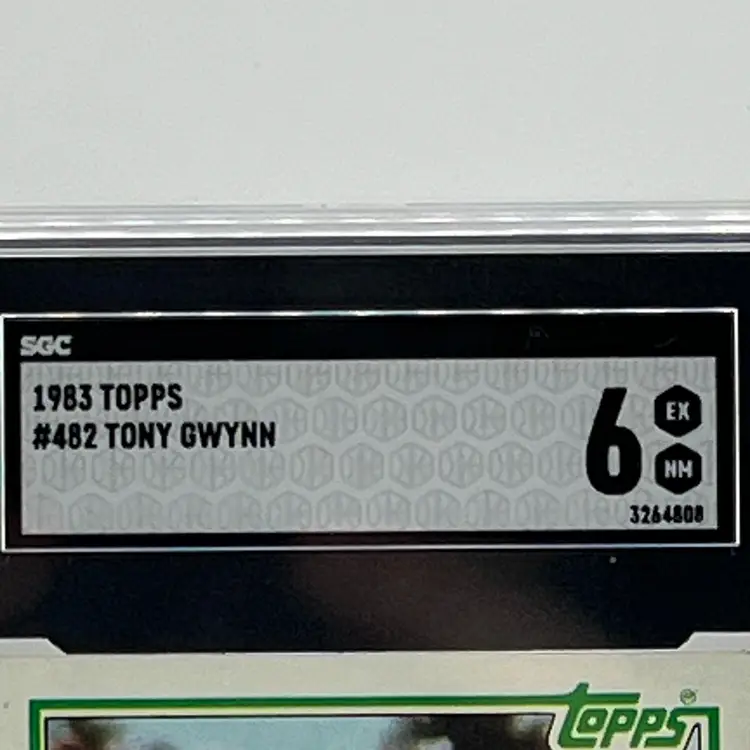 SGC
1983 TOPPS
#482 TONY GWYNN
6
EX
NM
3264808
TOPPS